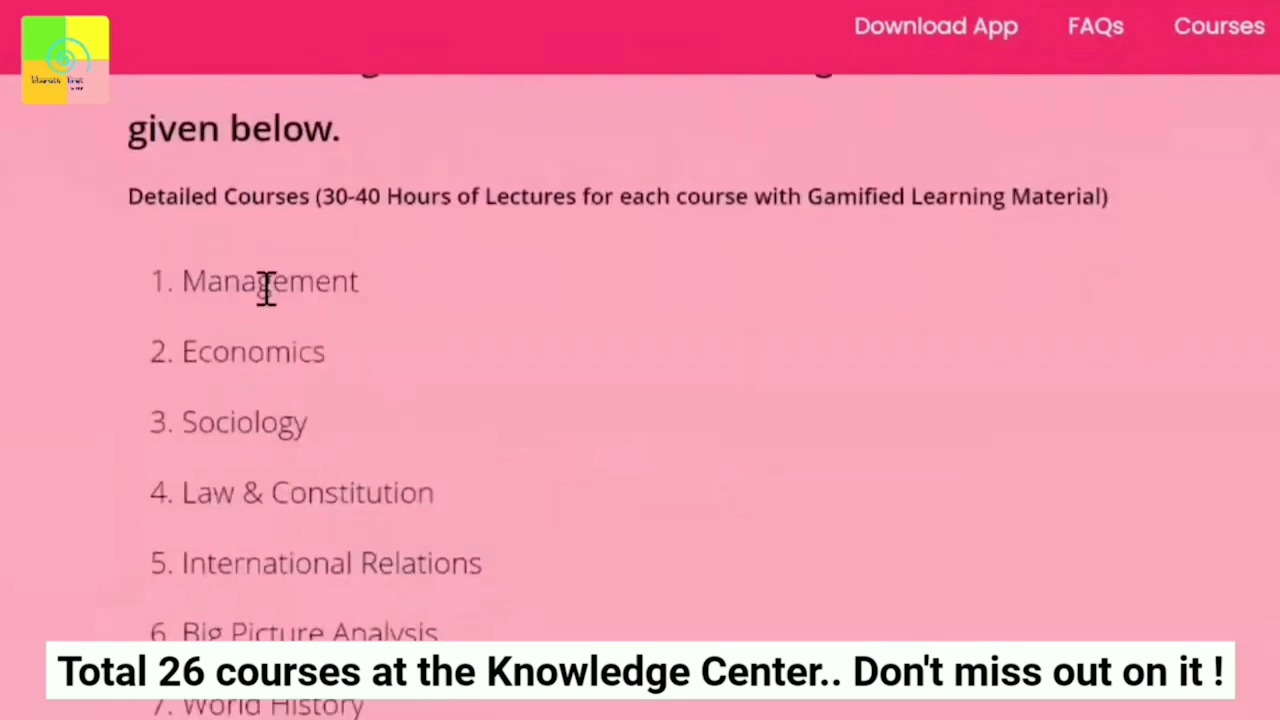 Download App FAQs Courses
given below.
Detailed Courses (30-40 Hours of Lectures for each course with Gamified Learning Material)
1. Management
2. Economics
3. Sociology
4. Law & Constitution
5. International Relations
6. Big Picture Analysis
Total 26 courses at the Knowledge Center.. Don't miss out on it !
7. World History